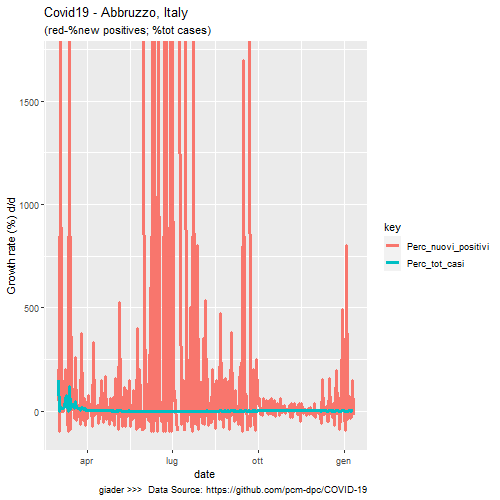 Covid19 - Abbruzzo, Italy
(red-%new positives; %tot cases)
Growth rate (%) d/d
1500
1000
500
0
apr
lug
ott
gen
date
key
Perc_nuovi_positivi
Perc_tot_casi
giader >>> Data Source: https://github.com/pcm-dpc/COVID-19